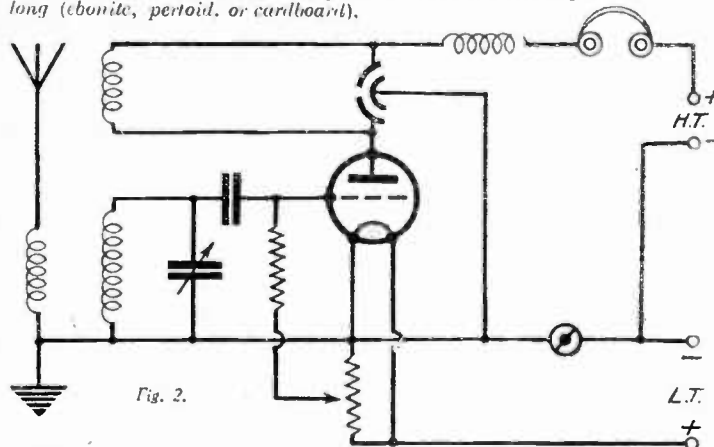 long (ebonite, pertoid, or cardboard).
+
H.T.
−
−
Fig. 2.
L.T.
+